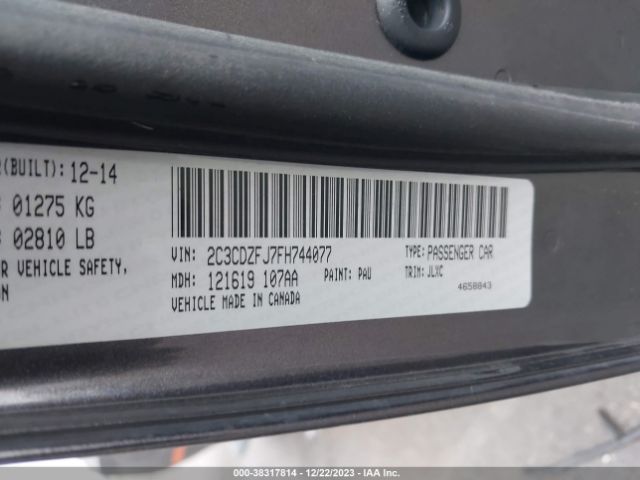 R(BUILT): 12-14
01275 KG
02810 LB
R VEHICLE SAFETY,
ON
VIN: 2C3CDZFJ7FH744077
TYPE: PASSENGER CAR
MDH: 121619 107AA
PAINT: PAU
TRIM: JLXC
VEHICLE MADE IN CANADA
4658843
000-38317814 - 12/22/2023 - IAA Inc.